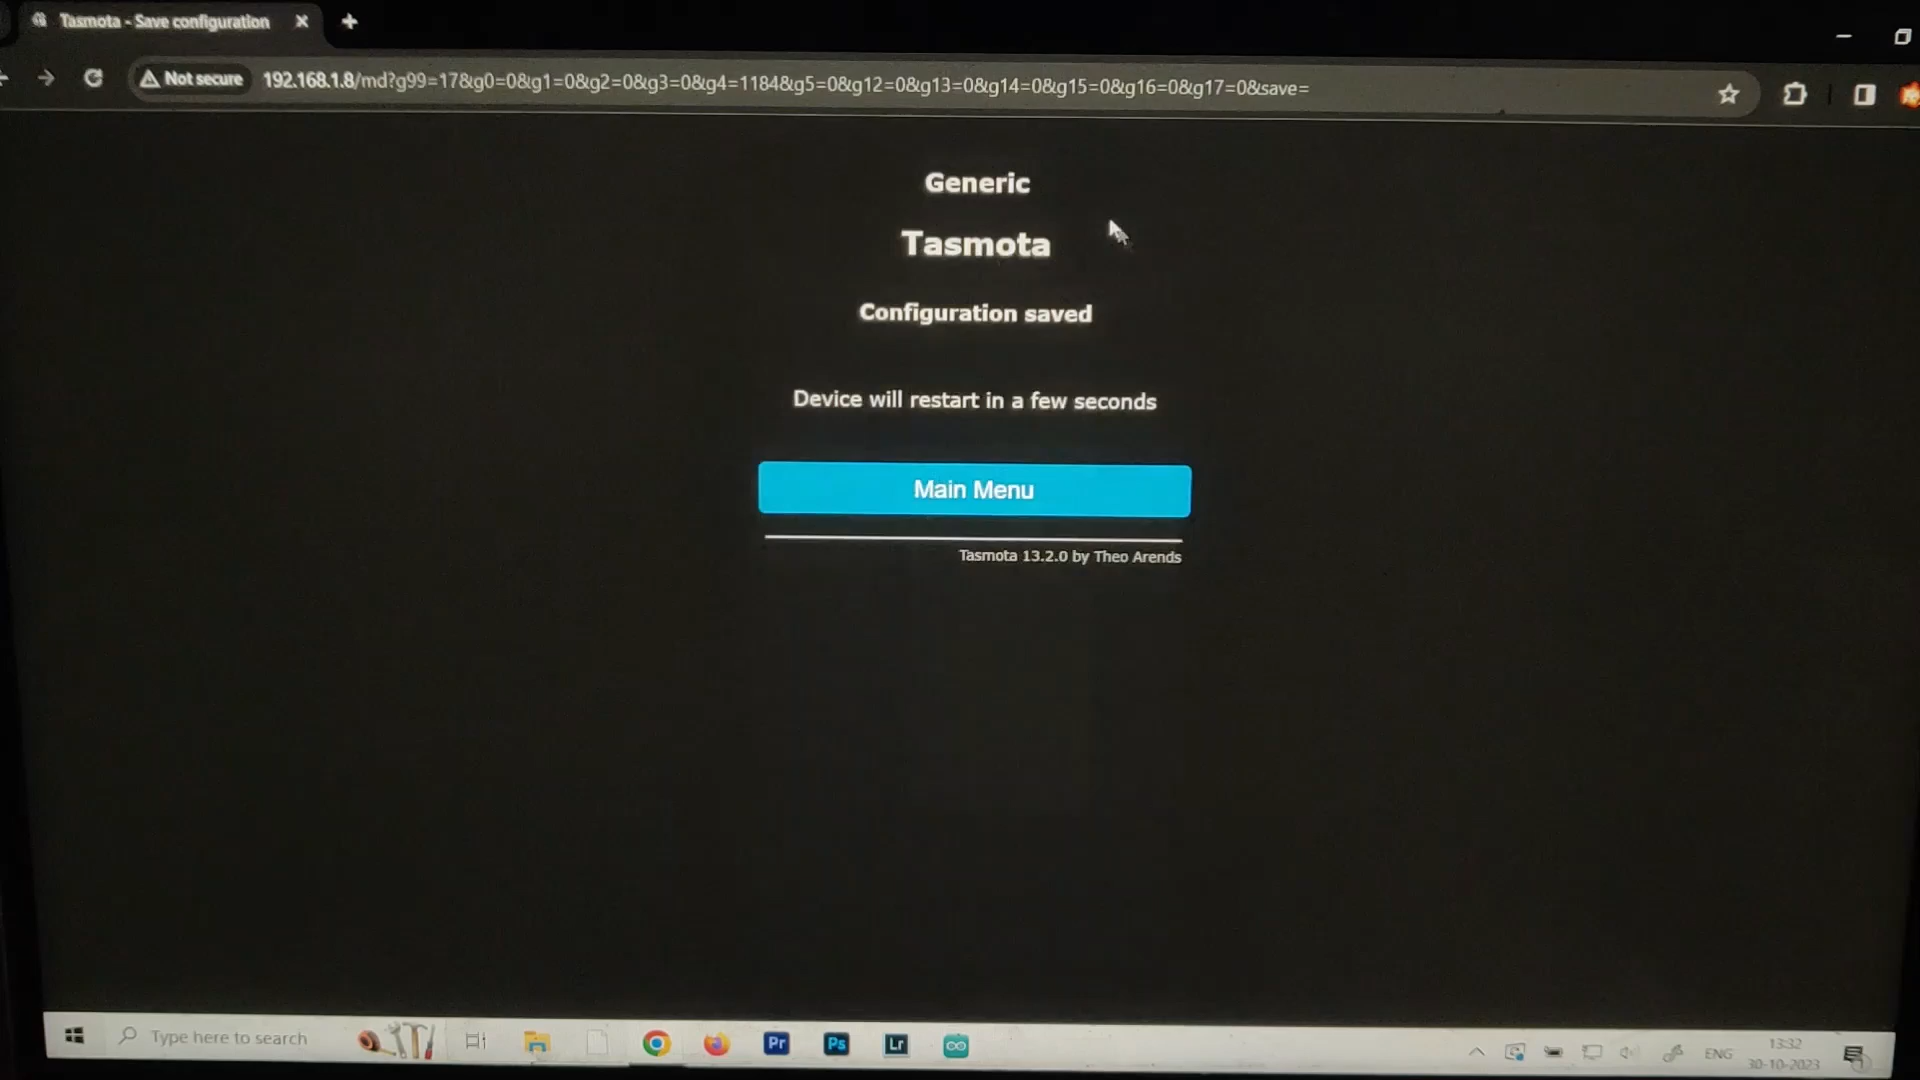 Tasmota - Save configuration
Not secure 192.168.1.8/md?g99=17&g0=0&g1=0&g2=0&g3=0&g4=1184&g5=0&g12=0&g13=0&g14=0&g15=0&g16=0&g17=0&save=
Generic
Tasmota
Configuration saved
Device will restart in a few seconds
Main Menu
Tasmota 13.2.0 by Theo Arends
Type here to search
Pr
Ps
Lr
ENG
13:32
30-10-2023